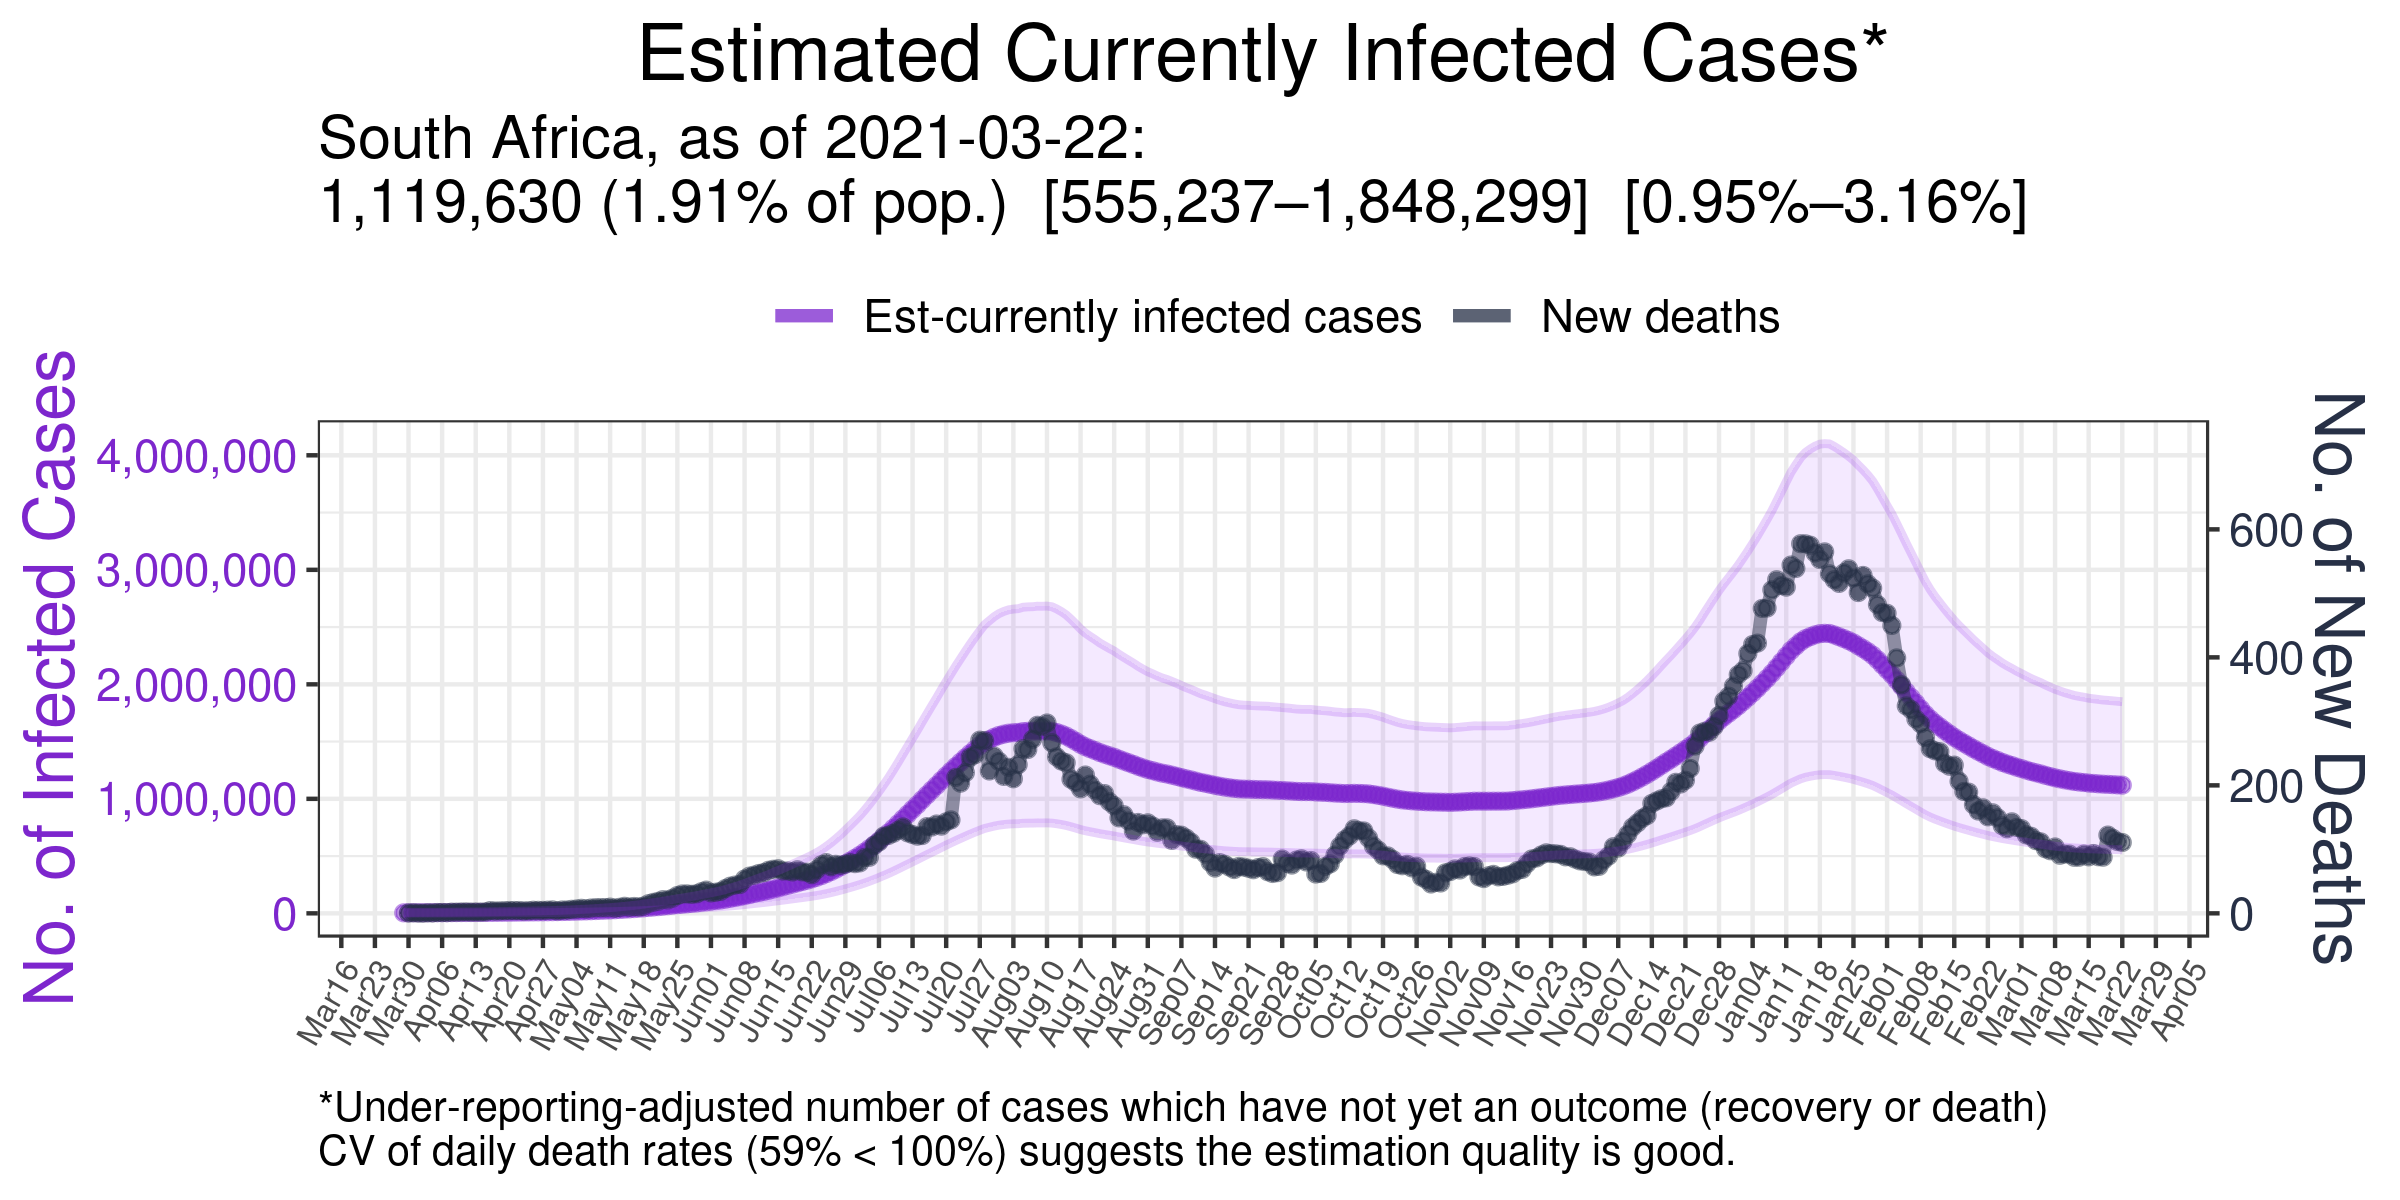 Estimated Currently Infected Cases*
South Africa, as of 2021-03-22:
1,119,630 (1.91% of pop.) [555,237–1,848,299] [0.95%–3.16%]
Est-currently infected cases
New deaths
No. of Infected Cases
4,000,000
3,000,000
2,000,000
1,000,000
0
No. of New Deaths
600
400
200
0
Mar16
Mar23
Mar30
Apr06
Apr13
Apr20
Apr27
May04
May11
May18
May25
Jun01
Jun08
Jun15
Jun22
Jun29
Jul06
Jul13
Jul20
Jul27
Aug03
Aug10
Aug17
Aug24
Aug31
Sep07
Sep14
Sep21
Sep28
Oct05
Oct12
Oct19
Oct26
Nov02
Nov09
Nov16
Nov23
Nov30
Dec07
Dec14
Dec21
Dec28
Jan04
Jan11
Jan18
Jan25
Feb01
Feb08
Feb15
Feb22
Mar01
Mar08
Mar15
Mar22
Mar29
Apr05
*Under-reporting-adjusted number of cases which have not yet an outcome (recovery or death)
CV of daily death rates (59% < 100%) suggests the estimation quality is good.